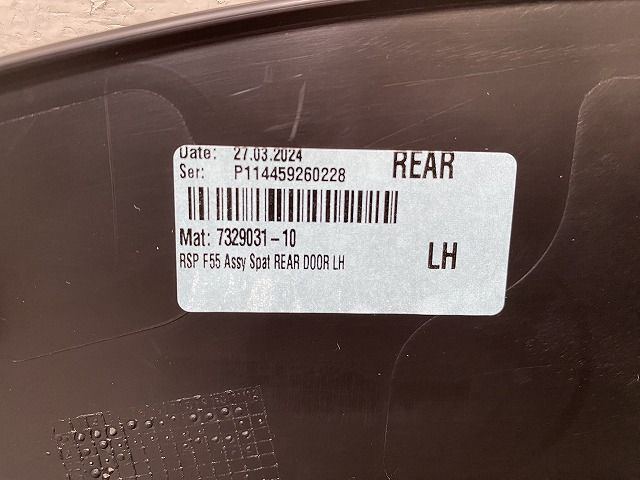 Date: 27.03.2024 REAR
Ser: P114459260228
Mat: 7329031-10
RSP F55 Assy Spat REAR DOOR LH
LH